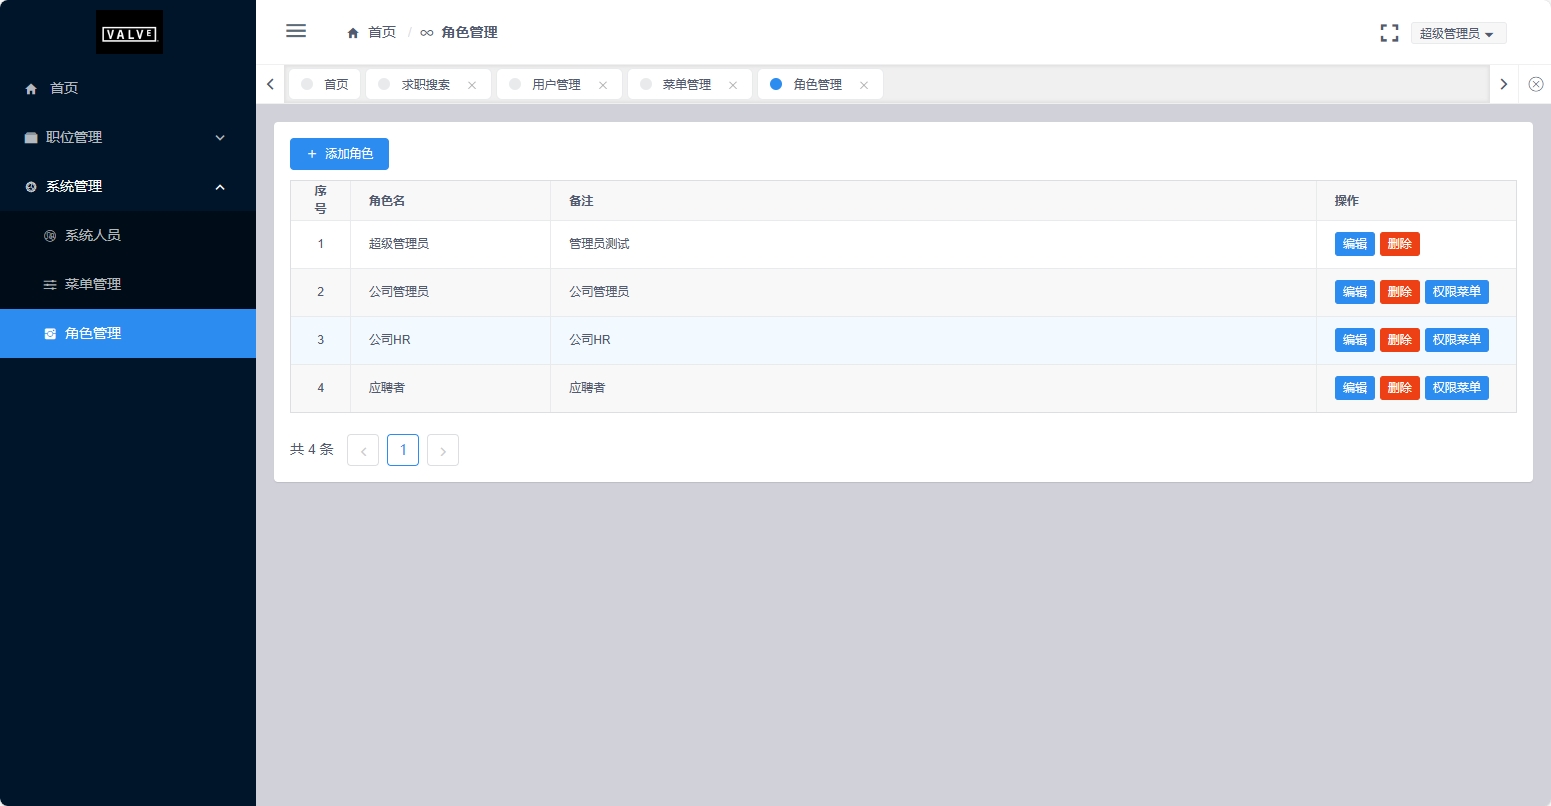 VALVE
首页
职位管理
系统管理
系统人员
菜单管理
角色管理
首页 / 角色管理
超级管理员
首页 求职搜索 用户管理 菜单管理 角色管理
+ 添加角色
序号 角色名 备注 操作
1 超级管理员 管理员测试 编辑 删除
2 公司管理员 公司管理员 编辑 删除 权限菜单
3 公司HR 公司HR 编辑 删除 权限菜单
4 应聘者 应聘者 编辑 删除 权限菜单
共 4 条 1